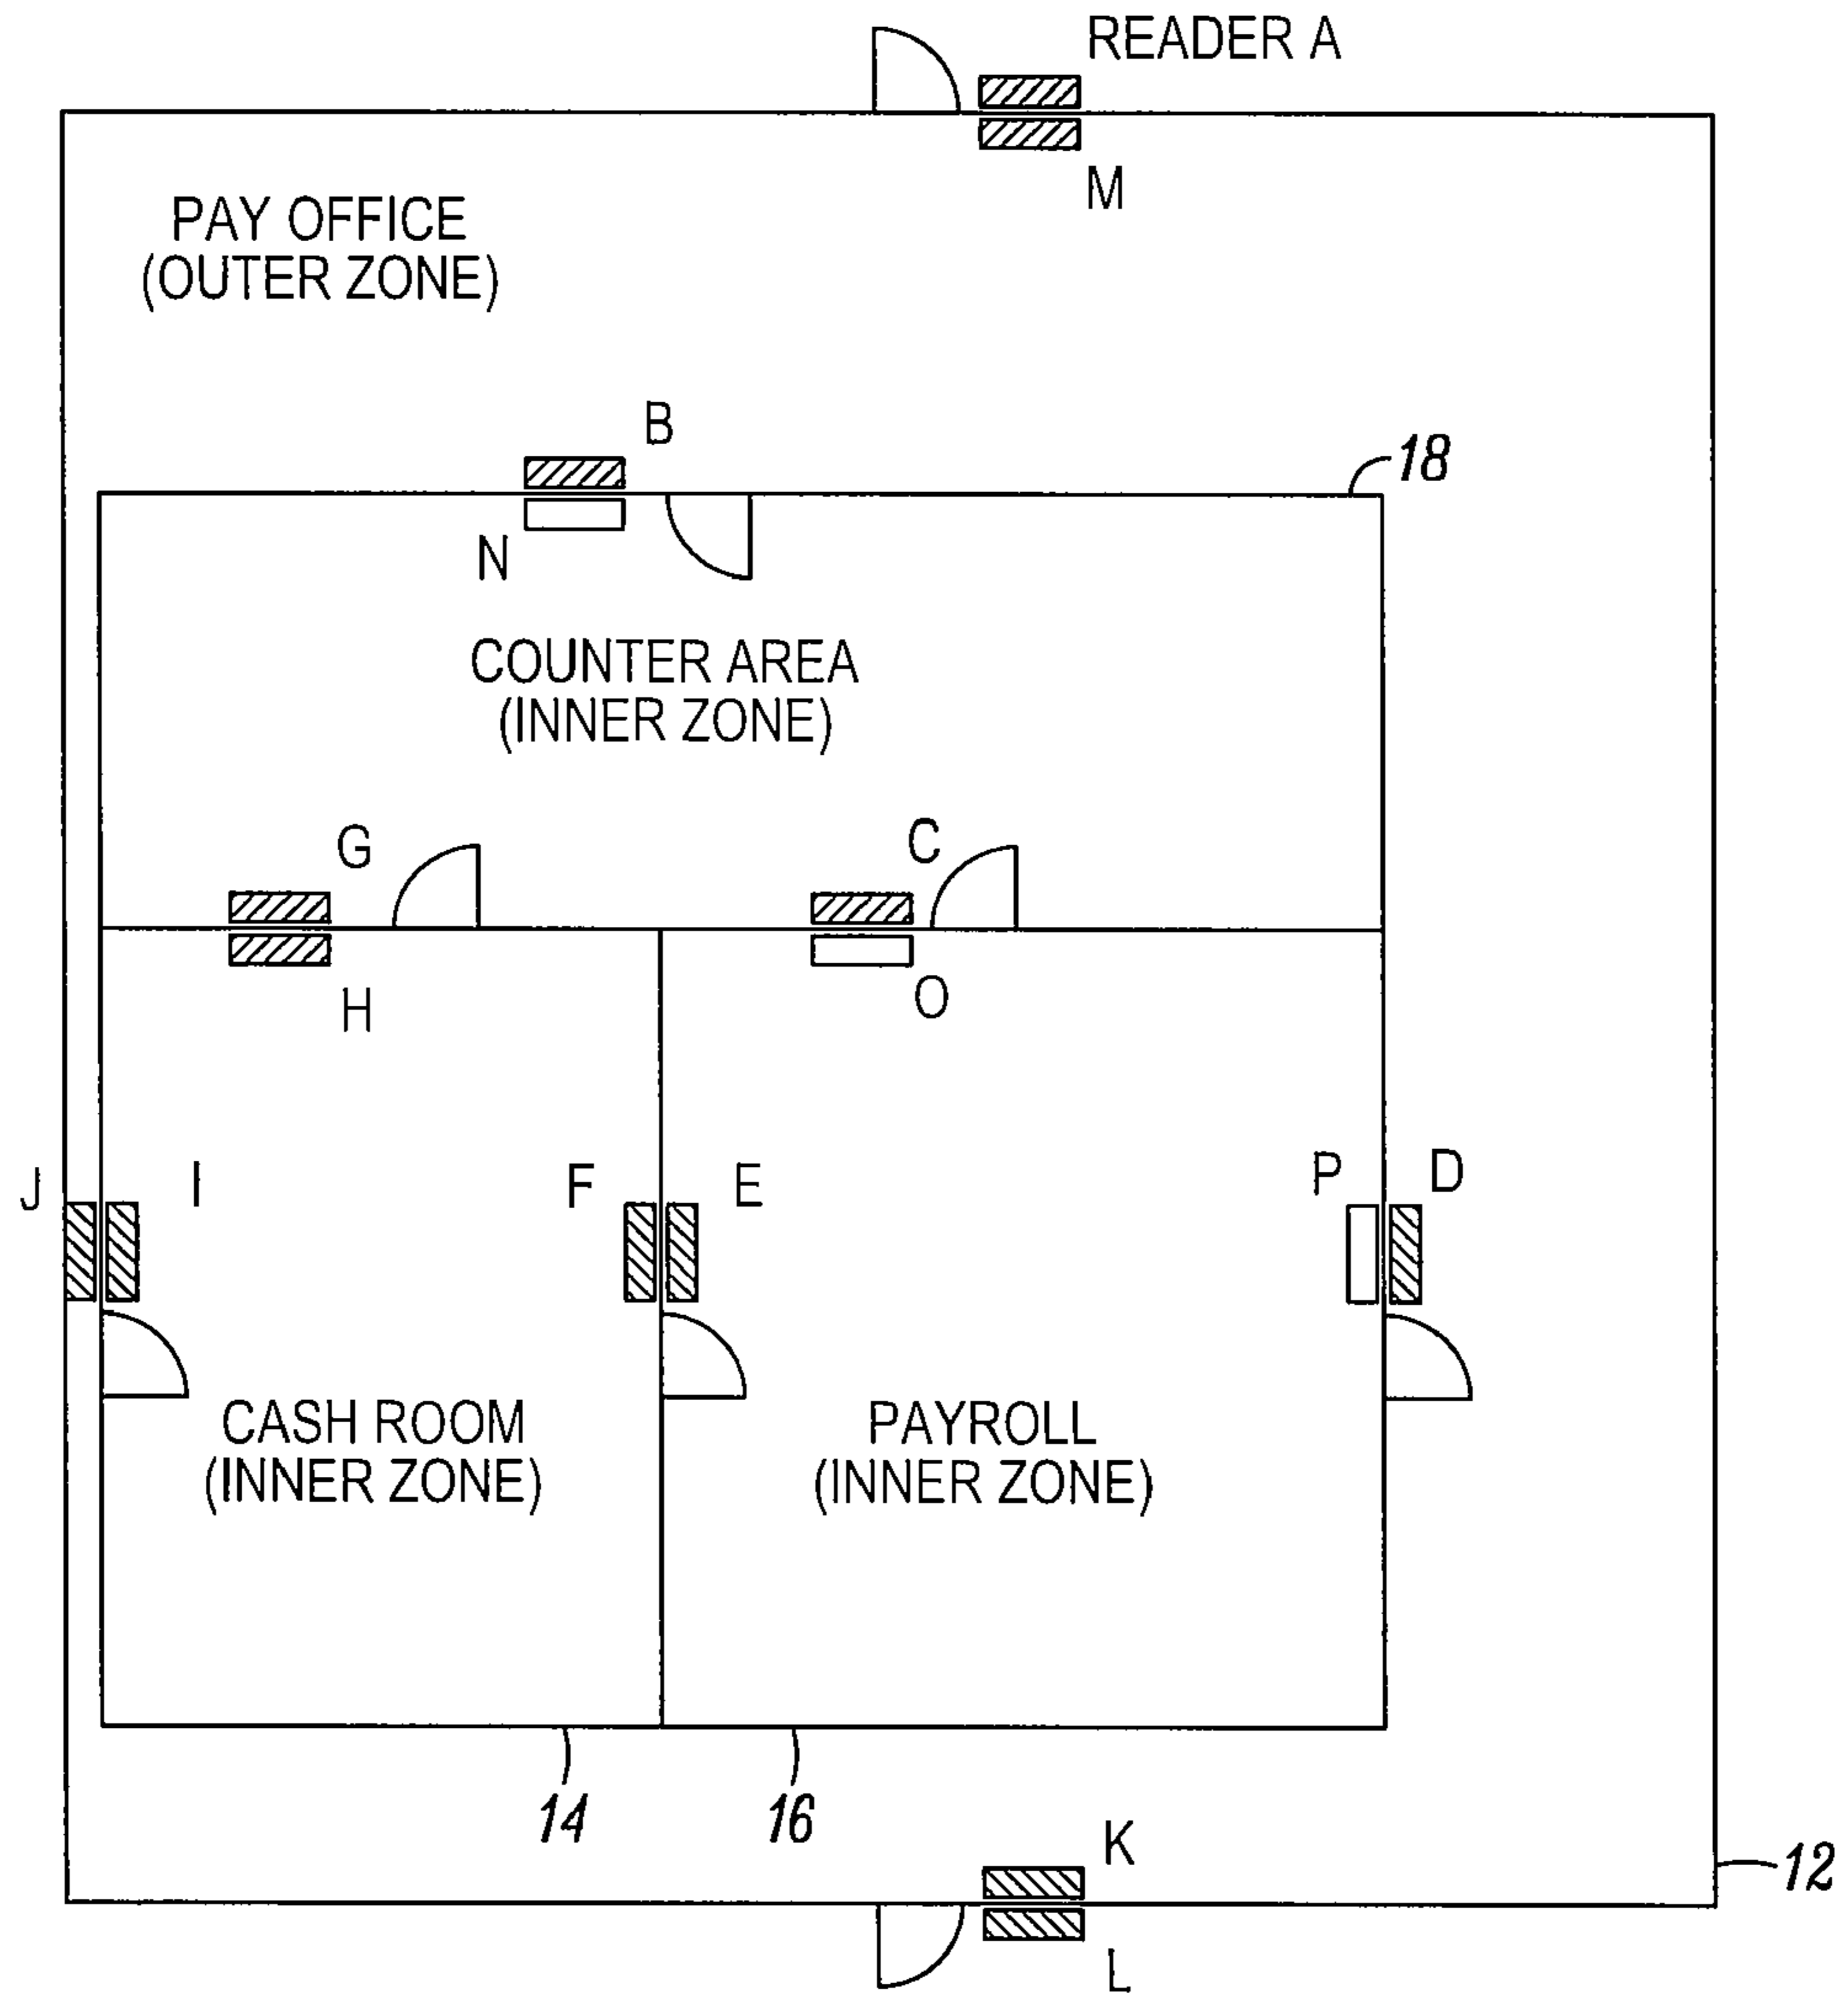 READER A
M
PAY OFFICE
(OUTER ZONE)
B
18
N
COUNTER AREA
(INNER ZONE)
G
C
H
O
J
I
F
E
P
D
CASH ROOM
(INNER ZONE)
PAYROLL
(INNER ZONE)
14
16
K
12
L